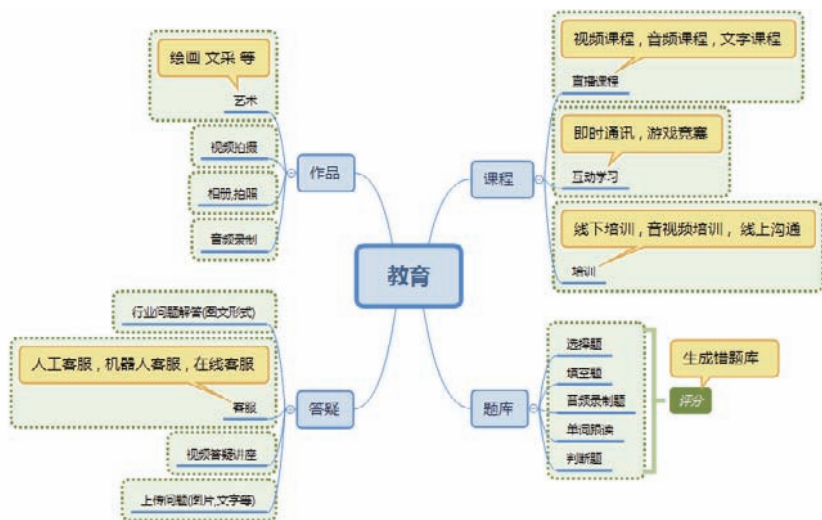 教育
作品
绘画 文采 等
艺术
视频拍摄
相册,拍照
音频录制
答疑
行业问题解答(图文形式)
人工客服，机器人客服，在线客服
客服
视频答疑讲座
上传问题(图片,文字等)
课程
视频课程，音频课程，文字课程
直播课程
即时通讯，游戏竞赛
互动学习
线下培训，音视频培训， 线上沟通
培训
题库
选择题
填空题
音频录制题
单词跟读
判断题
生成错题库
评分